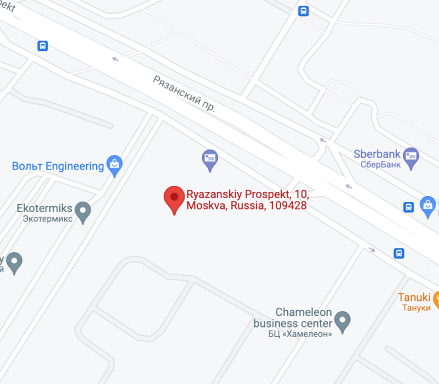 pekt
Рязанский пр.
Sberbank
СберБанк
Вольт Engineering
Ryazanskiy Prospekt, 10,
Moskva, Russia, 109428
Ekotermiks
Экотермикс
y
й
Tanuki
Тануки
Chameleon
business center
БЦ «Хамелеон»